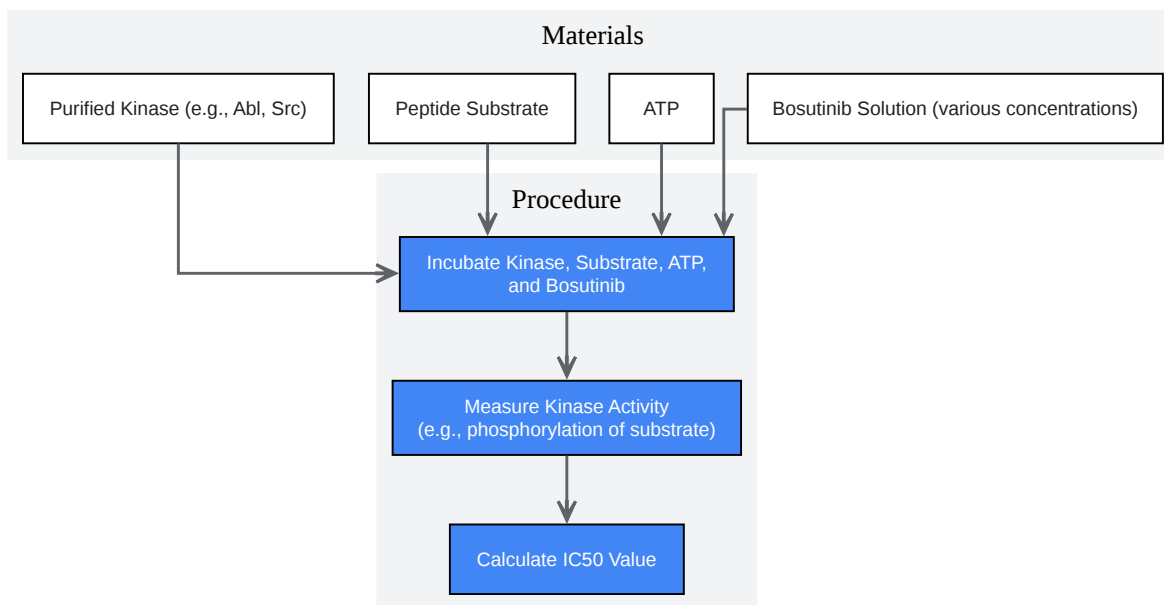 Materials
Purified Kinase (e.g., Abl, Src)
Peptide Substrate
ATP
Bosutinib Solution (various concentrations)
Procedure
Incubate Kinase, Substrate, ATP,
and Bosutinib
Measure Kinase Activity
(e.g., phosphorylation of substrate)
Calculate IC50 Value